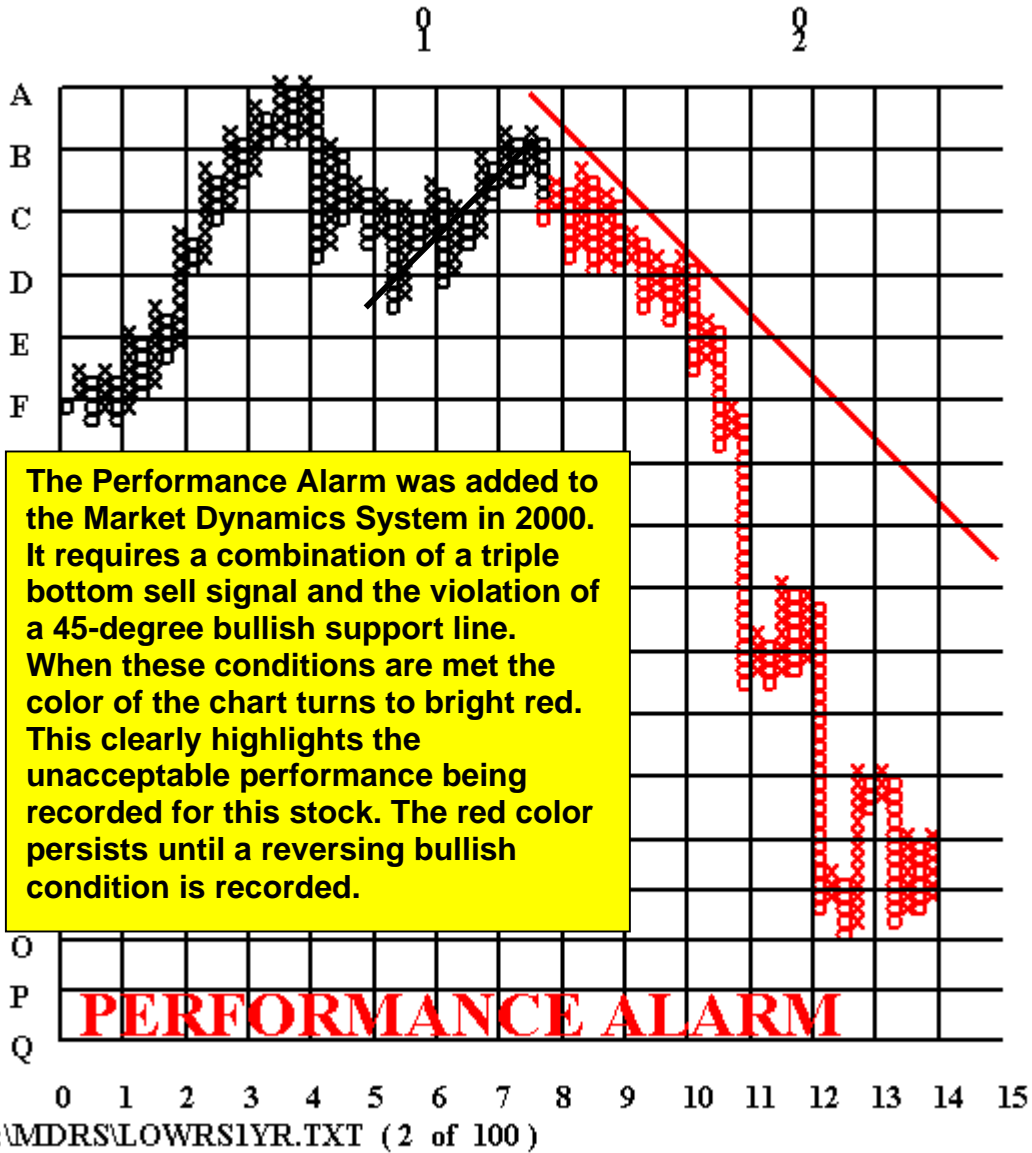 0 0
1 2
A
B
C
D
E
F
The Performance Alarm was added to
the Market Dynamics System in 2000.
It requires a combination of a triple
bottom sell signal and the violation of
a 45-degree bullish support line.
When these conditions are met the
color of the chart turns to bright red.
This clearly highlights the
unacceptable performance being
recorded for this stock. The red color
persists until a reversing bullish
condition is recorded.
O
P
PERFORMANCE ALARM
Q
0 1 2 3 4 5 6 7 8 9 10 11 12 13 14 15
:\MDRS\LOWRS1YR.TXT ( 2 of 100 )